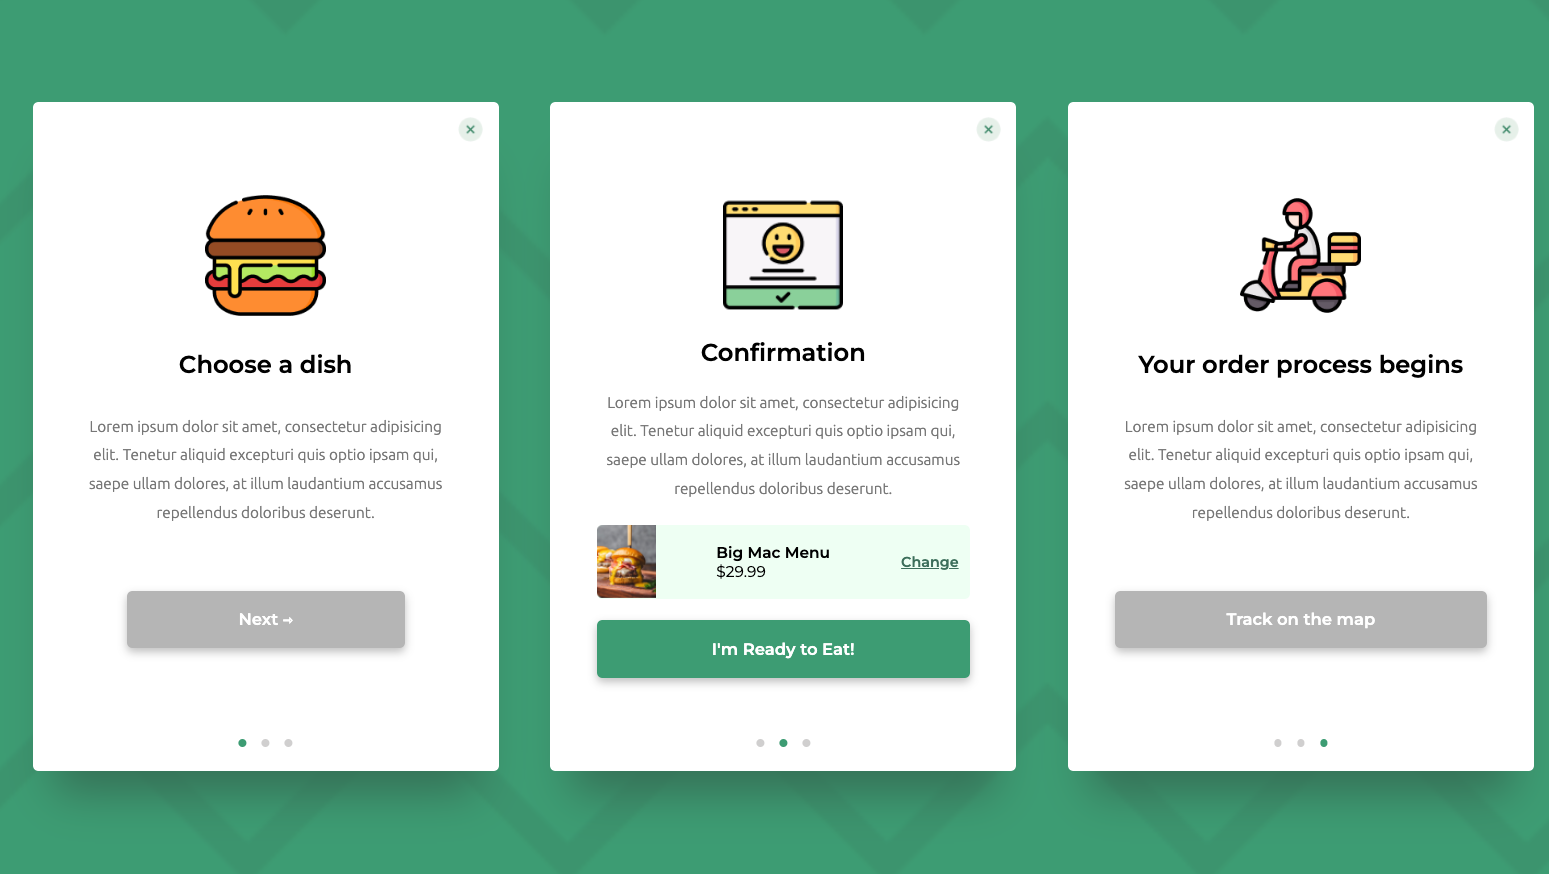 Choose a dish
Lorem ipsum dolor sit amet, consectetur adipisicing
elit. Tenetur aliquid excepturi quis optio ipsam qui,
saepe ullam dolores, at illum laudantium accusamus
repellendus doloribus deserunt.
Next →
Confirmation
Lorem ipsum dolor sit amet, consectetur adipisicing
elit. Tenetur aliquid excepturi quis optio ipsam qui,
saepe ullam dolores, at illum laudantium accusamus
repellendus doloribus deserunt.
Big Mac Menu
$29.99
Change
I'm Ready to Eat!
Your order process begins
Lorem ipsum dolor sit amet, consectetur adipisicing
elit. Tenetur aliquid excepturi quis optio ipsam qui,
saepe ullam dolores, at illum laudantium accusamus
repellendus doloribus deserunt.
Track on the map